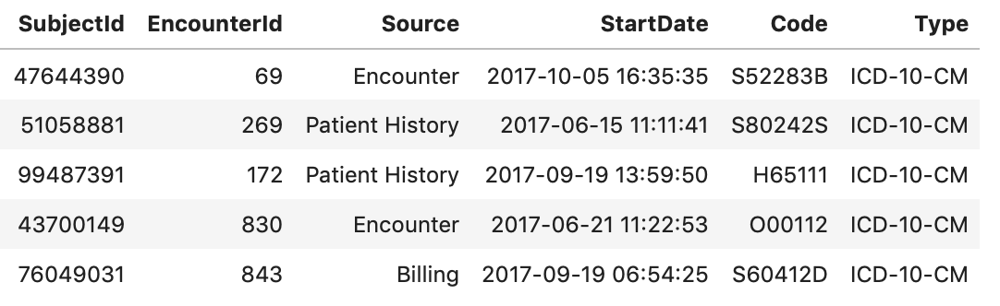 SubjectId EncounterId Source StartDate Code Type
47644390 69 Encounter 2017-10-05 16:35:35 S52283B ICD-10-CM
51058881 269 Patient History 2017-06-15 11:11:41 S80242S ICD-10-CM
99487391 172 Patient History 2017-09-19 13:59:50 H65111 ICD-10-CM
43700149 830 Encounter 2017-06-21 11:22:53 O00112 ICD-10-CM
76049031 843 Billing 2017-09-19 06:54:25 S60412D ICD-10-CM